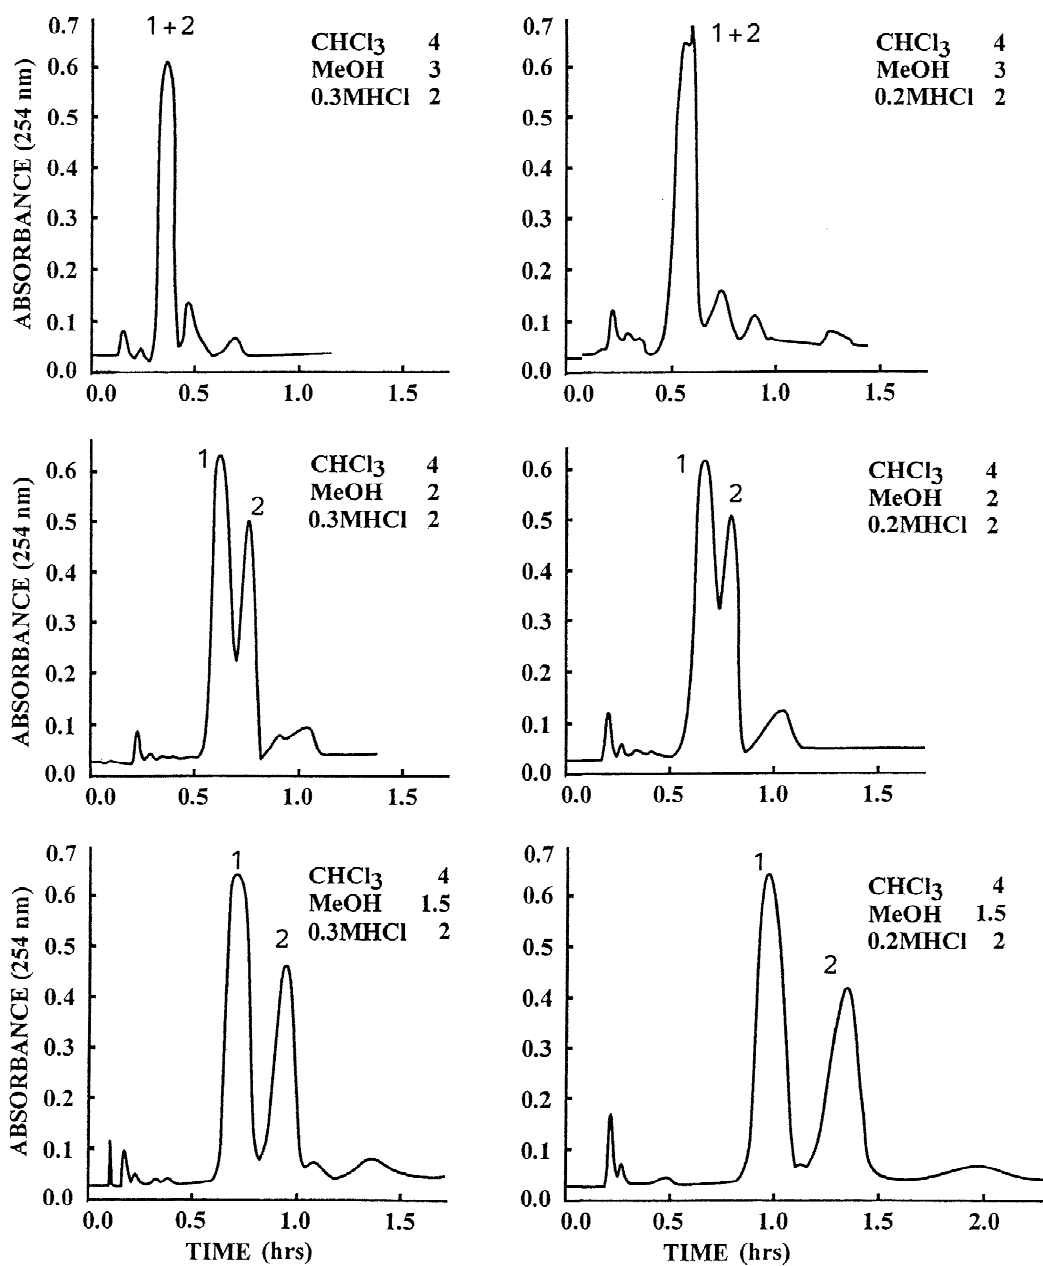 1+2
CHCl3 4
MeOH 3
0.3MHCl 2
ABSORBANCE (254 nm)
0.7
0.6
0.5
0.4
0.3
0.2
0.1
0.0
0.0 0.5 1.0 1.5
1+2
CHCl3 4
MeOH 3
0.2MHCl 2
0.7
0.6
0.5
0.4
0.3
0.2
0.1
0.0
0.0 0.5 1.0 1.5
1
2
CHCl3 4
MeOH 2
0.3MHCl 2
ABSORBANCE (254 nm)
0.6
0.5
0.4
0.3
0.2
0.1
0.0
0.0 0.5 1.0 1.5
1
2
CHCl3 4
MeOH 2
0.2MHCl 2
0.6
0.5
0.4
0.3
0.2
0.1
0.0
0.0 0.5 1.0 1.5
1
2
CHCl3 4
MeOH 1.5
0.3MHCl 2
ABSORBANCE (254 nm)
0.7
0.6
0.5
0.4
0.3
0.2
0.1
0.0
0.0 0.5 1.0 1.5
TIME (hrs)
1
2
CHCl3 4
MeOH 1.5
0.2MHCl 2
0.7
0.6
0.5
0.4
0.3
0.2
0.1
0.0
0.0 0.5 1.0 1.5 2.0
TIME (hrs)